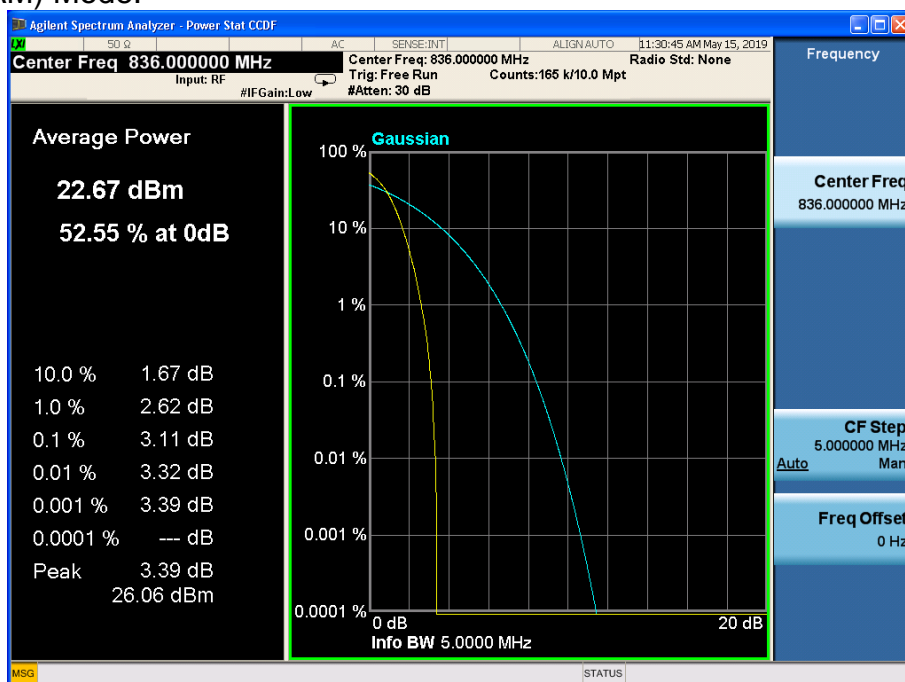 AM) Mode:
Agilent Spectrum Analyzer - Power Stat CCDF
LXI 50 Ω AC SENSE:INT ALIGN AUTO 11:30:45 AM May 15, 2019
Center Freq 836.000000 MHz
Input: RF
#IFGain:Low
Center Freq: 836.000000 MHz Radio Std: None
Trig: Free Run Counts:165 k/10.0 Mpt
#Atten: 30 dB
Average Power
22.67 dBm
52.55 % at 0dB
10.0 % 1.67 dB
1.0 % 2.62 dB
0.1 % 3.11 dB
0.01 % 3.32 dB
0.001 % 3.39 dB
0.0001 % --- dB
Peak 3.39 dB
26.06 dBm
Gaussian
100 %
10 %
1 %
0.1 %
0.01 %
0.001 %
0.0001 %
0 dB 20 dB
Info BW 5.0000 MHz
Frequency
Center Freq
836.000000 MHz
CF Step
5.000000 MHz
Auto Man
Freq Offset
0 Hz
MSG STATUS